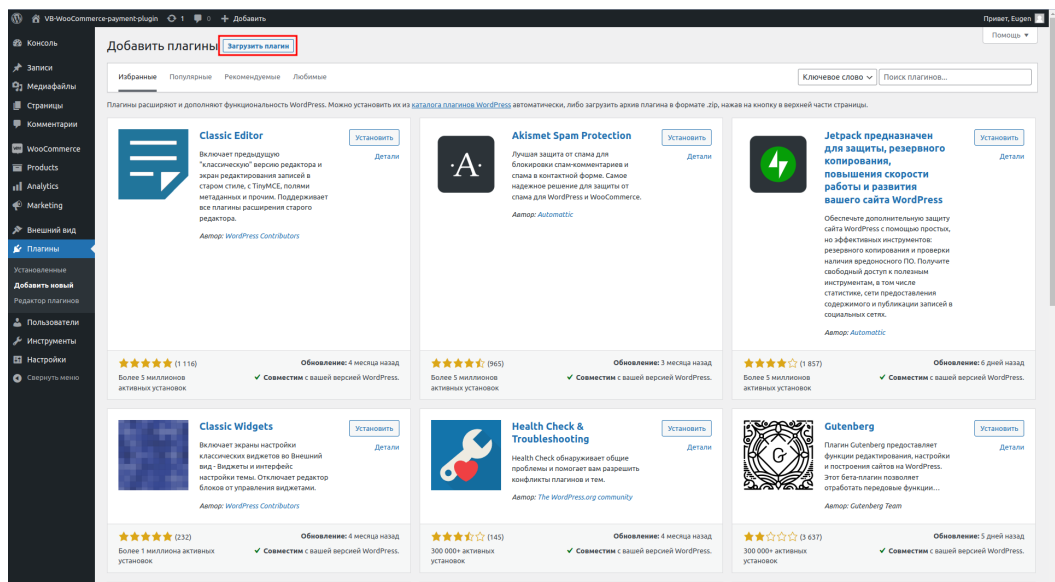 VB-WooCommerce-payment-plugin 1 0 Добавить
Привет, Eugen
Консоль
Записи
Медиафайлы
Страницы
Комментарии
WooCommerce
Products
Analytics
Marketing
Внешний вид
Плагины
Установленные
Добавить новый
Редактор плагинов
Пользователи
Инструменты
Настройки
Свернуть меню
Помощь
Добавить плагины Загрузить плагин
Избранные Популярные Рекомендуемые Любимые
Ключевое слово Поиск плагинов...
Плагины расширяют и дополняют функциональность WordPress. Можно установить их из каталога плагинов WordPress автоматически, либо загрузить архив плагина в формате .zip, нажав на кнопку в верхней части страницы.
Classic Editor
Установить
Детали
Включает предыдущую
"классическую" версию редактора и
экран редактирования записей в
старом стиле, с TinyMCE, полями
метаданных и прочим. Поддерживает
все плагины расширения старого
редактора.
Автор: WordPress Contributors
(1 116)
Обновление: 4 месяца назад
Более 5 миллионов
активных установок
Совместим с вашей версией WordPress.
·A·
Akismet Spam Protection
Установить
Детали
Лучшая защита от спама для
блокировки спам-комментариев и
спама в контактной форме. Самое
надежное решение для защиты от
спама для WordPress и WooCommerce.
Автор: Automattic
(965)
Обновление: 3 месяца назад
Более 5 миллионов
активных установок
Совместим с вашей версией WordPress.
Jetpack предназначен
для защиты, резервного
копирования,
повышения скорости
работы и развития
вашего сайта WordPress
Установить
Детали
Обеспечьте дополнительную защиту
сайта WordPress с помощью простых,
но эффективных инструментов:
резервного копирования и проверки
наличия вредоносного ПО. Получите
свободный доступ к полезным
инструментам, в том числе
статистике, сети предоставления
содержимого и публикации записей в
социальных сетях.
Автор: Automattic
(1 857)
Обновление: 6 дней назад
Более 5 миллионов
активных установок
Совместим с вашей версией WordPress.
Classic Widgets
Установить
Детали
Включает экраны настройки
классических виджетов во Внешний
вид - Виджеты и интерфейс
настройки темы. Отключает редактор
блоков от управления виджетами.
Автор: WordPress Contributors
(232)
Обновление: 4 месяца назад
Более 1 миллиона активных
установок
Совместим с вашей версией WordPress.
Health Check &
Troubleshooting
Установить
Детали
Health Check обнаруживает общие
проблемы и помогает вам разрешить
конфликты плагинов и тем.
Автор: The WordPress.org community
(145)
Обновление: 4 месяца назад
300 000+ активных
установок
Совместим с вашей версией WordPress.
G
Gutenberg
Установить
Детали
Плагин Gutenberg предоставляет
функции редактирования, настройки
и построения сайтов на WordPress.
Этот бета-плагин позволяет
отработать передовые функции…
Автор: Gutenberg Team
(3 637)
Обновление: 5 дней назад
300 000+ активных
установок
Совместим с вашей версией WordPress.